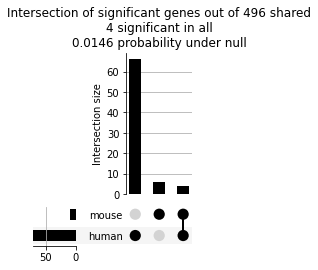 Intersection of significant genes out of 496 shared
4 significant in all
0.0146 probability under null
60
50
40
30
20
10
0
Intersection size
mouse
human
50 0